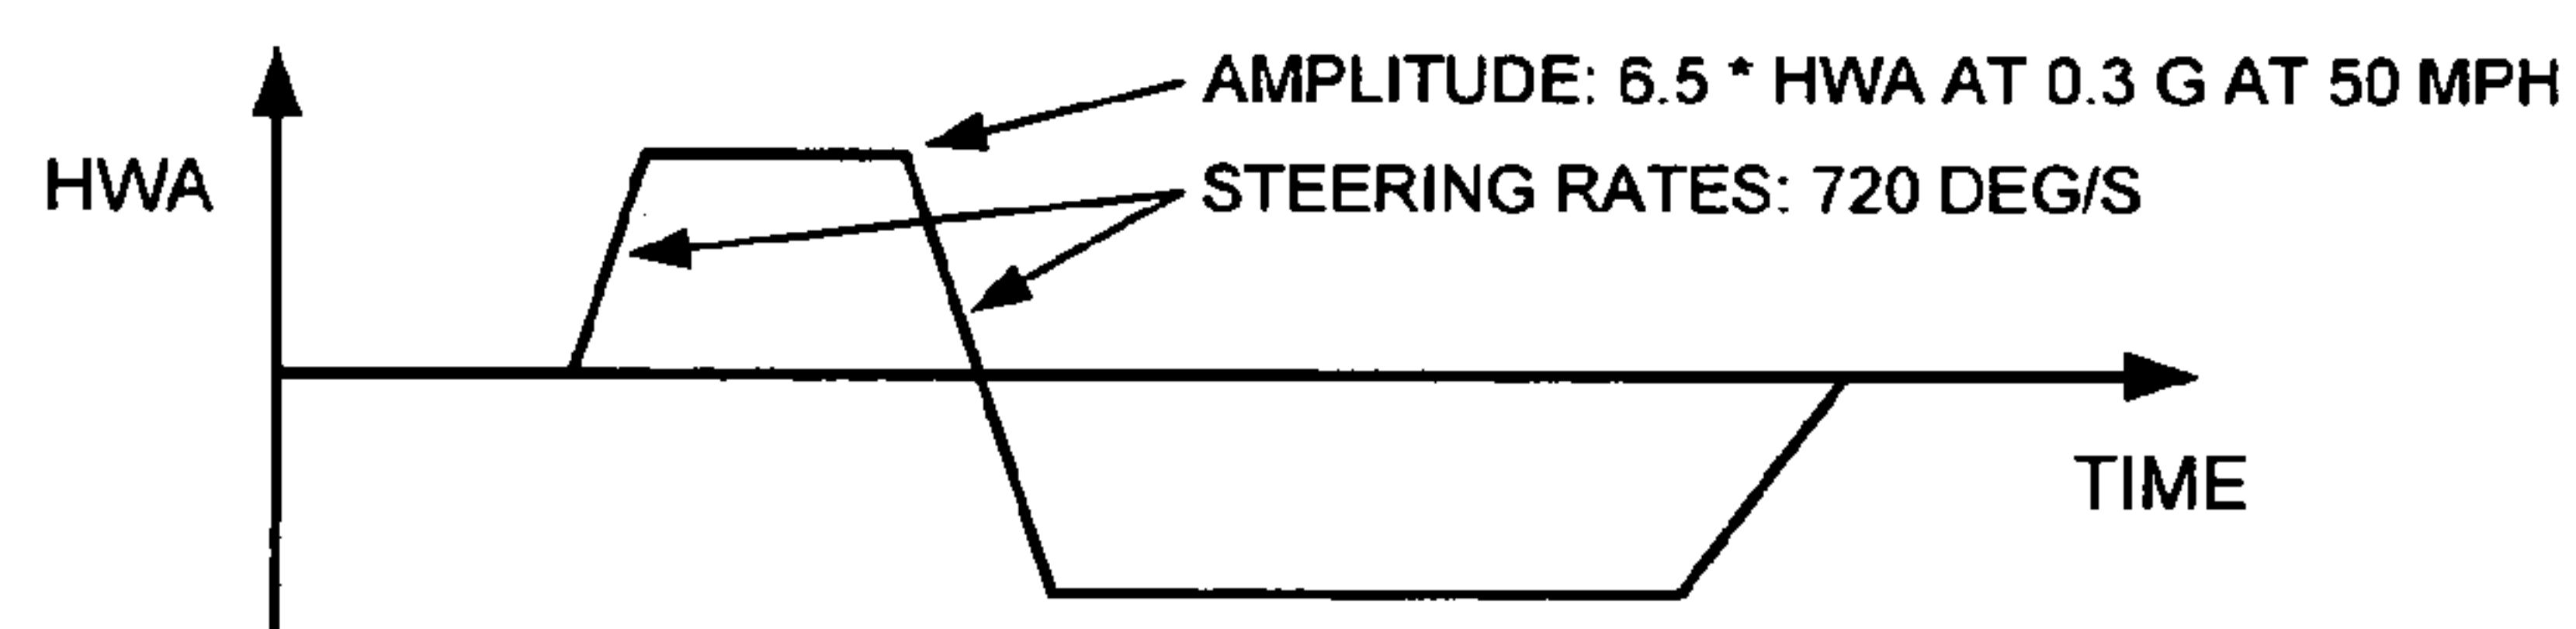 AMPLITUDE: 6.5 * HWA AT 0.3 G AT 50 MPH
HWA
STEERING RATES: 720 DEG/S
TIME